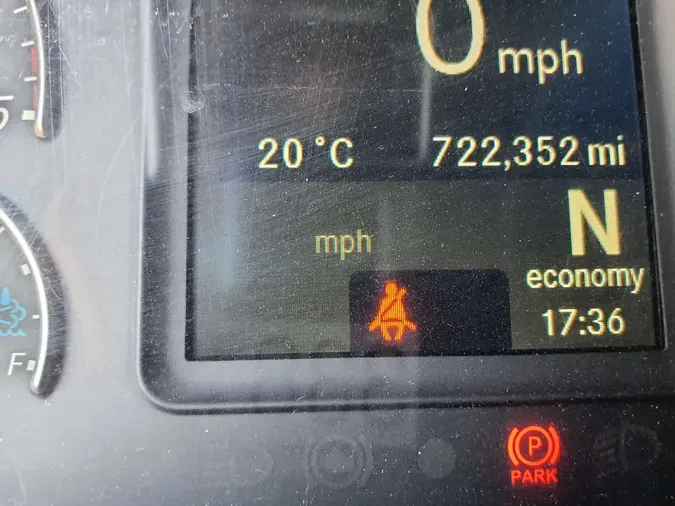 0 mph
20 °C 722,352 mi
mph
N
economy
17:36
F
P
PARK